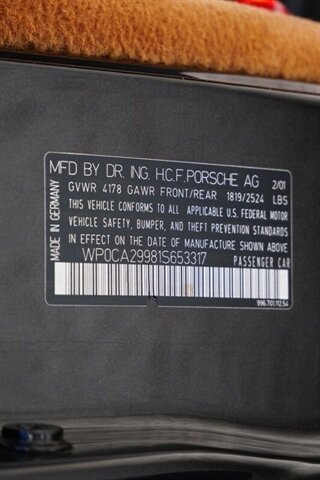 MFD BY DR. ING. H.C.F.PORSCHE AG 2/01
GVWR 4178 GAWR FRONT/REAR 1819/2524 LBS
THIS VEHICLE CONFORMS TO ALL APPLICABLE U.S. FEDERAL MOTOR
VEHICLE SAFETY, BUMPER, AND THEFT PREVENTION STANDARDS
IN EFFECT ON THE DATE OF MANUFACTURE SHOWN ABOVE
WP0CA29981S653317 PASSENGER CAR
MADE IN GERMANY
996.701.112.54